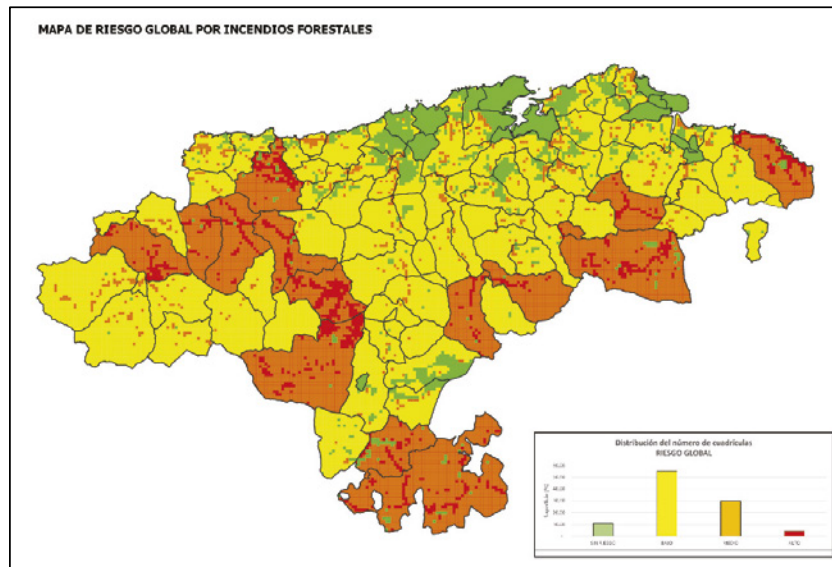 MAPA DE RIESGO GLOBAL POR INCENDIOS FORESTALES
Distribución del número de cuadrículas
RIESGO GLOBAL
Superficie (%)
SIN RIESGO
BAJO
MEDIO
ALTO